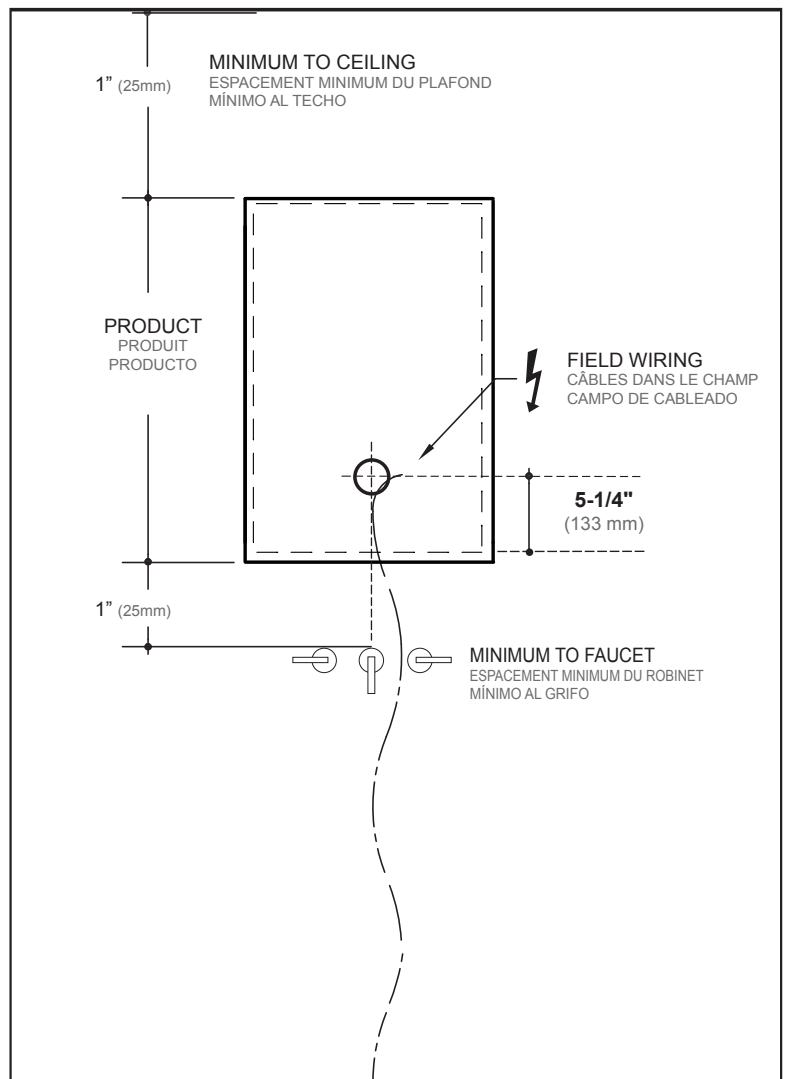 1” (25mm)
MINIMUM TO CEILING
ESPACEMENT MINIMUM DU PLAFOND
MÍNIMO AL TECHO
PRODUCT
PRODUIT
PRODUCTO
FIELD WIRING
CÂBLES DANS LE CHAMP
CAMPO DE CABLEADO
5-1/4"
(133 mm)
1” (25mm)
MINIMUM TO FAUCET
ESPACEMENT MINIMUM DU ROBINET
MÍNIMO AL GRIFO